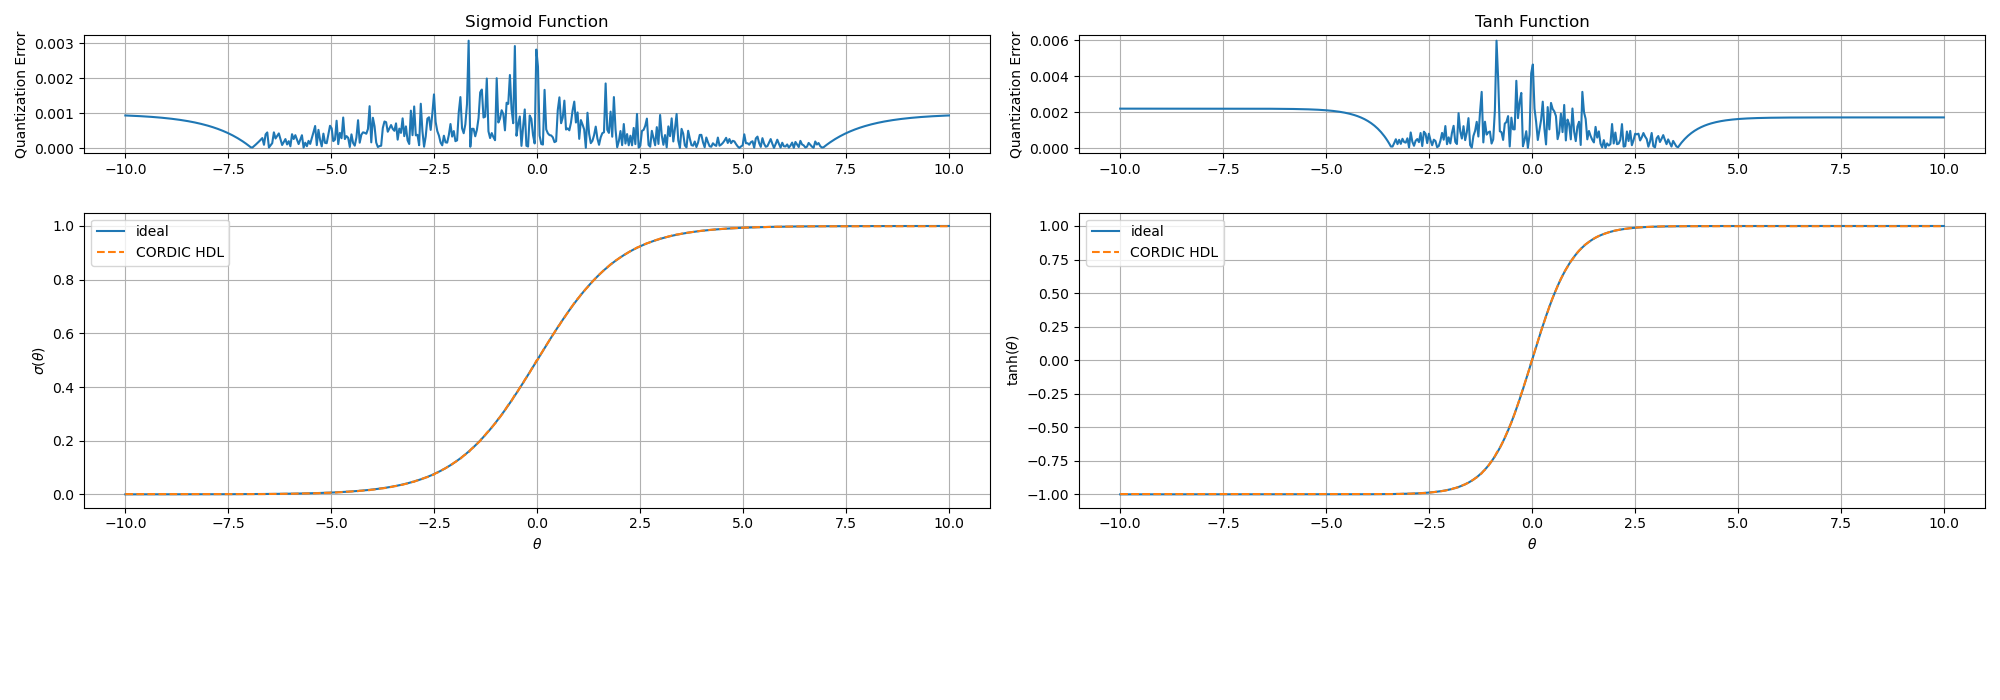 Sigmoid Function
Quantization Error
0.003
0.002
0.001
0.000
−10.0 −7.5 −5.0 −2.5 0.0 2.5 5.0 7.5 10.0
ideal
CORDIC HDL
σ(θ)
1.0
0.8
0.6
0.4
0.2
0.0
−10.0 −7.5 −5.0 −2.5 0.0 2.5 5.0 7.5 10.0
θ
Tanh Function
Quantization Error
0.006
0.004
0.002
0.000
−10.0 −7.5 −5.0 −2.5 0.0 2.5 5.0 7.5 10.0
ideal
CORDIC HDL
tanh(θ)
1.00
0.75
0.50
0.25
0.00
−0.25
−0.50
−0.75
−1.00
−10.0 −7.5 −5.0 −2.5 0.0 2.5 5.0 7.5 10.0
θ